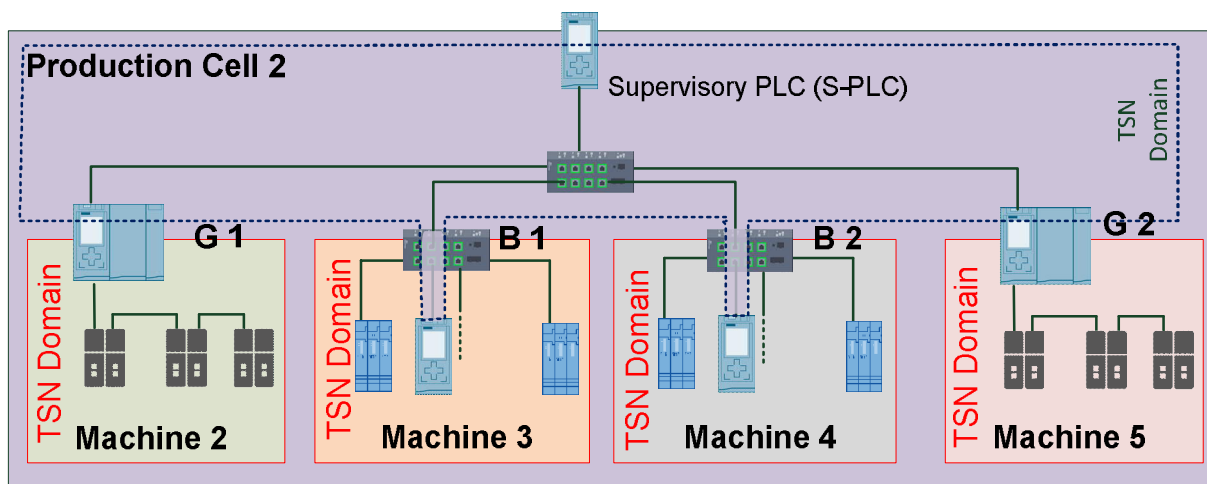 Production Cell 2
Supervisory PLC (S-PLC)
TSN
Domain
G 1
B 1
B 2
G 2
TSN Domain
Machine 2
TSN Domain
Machine 3
TSN Domain
Machine 4
TSN Domain
Machine 5